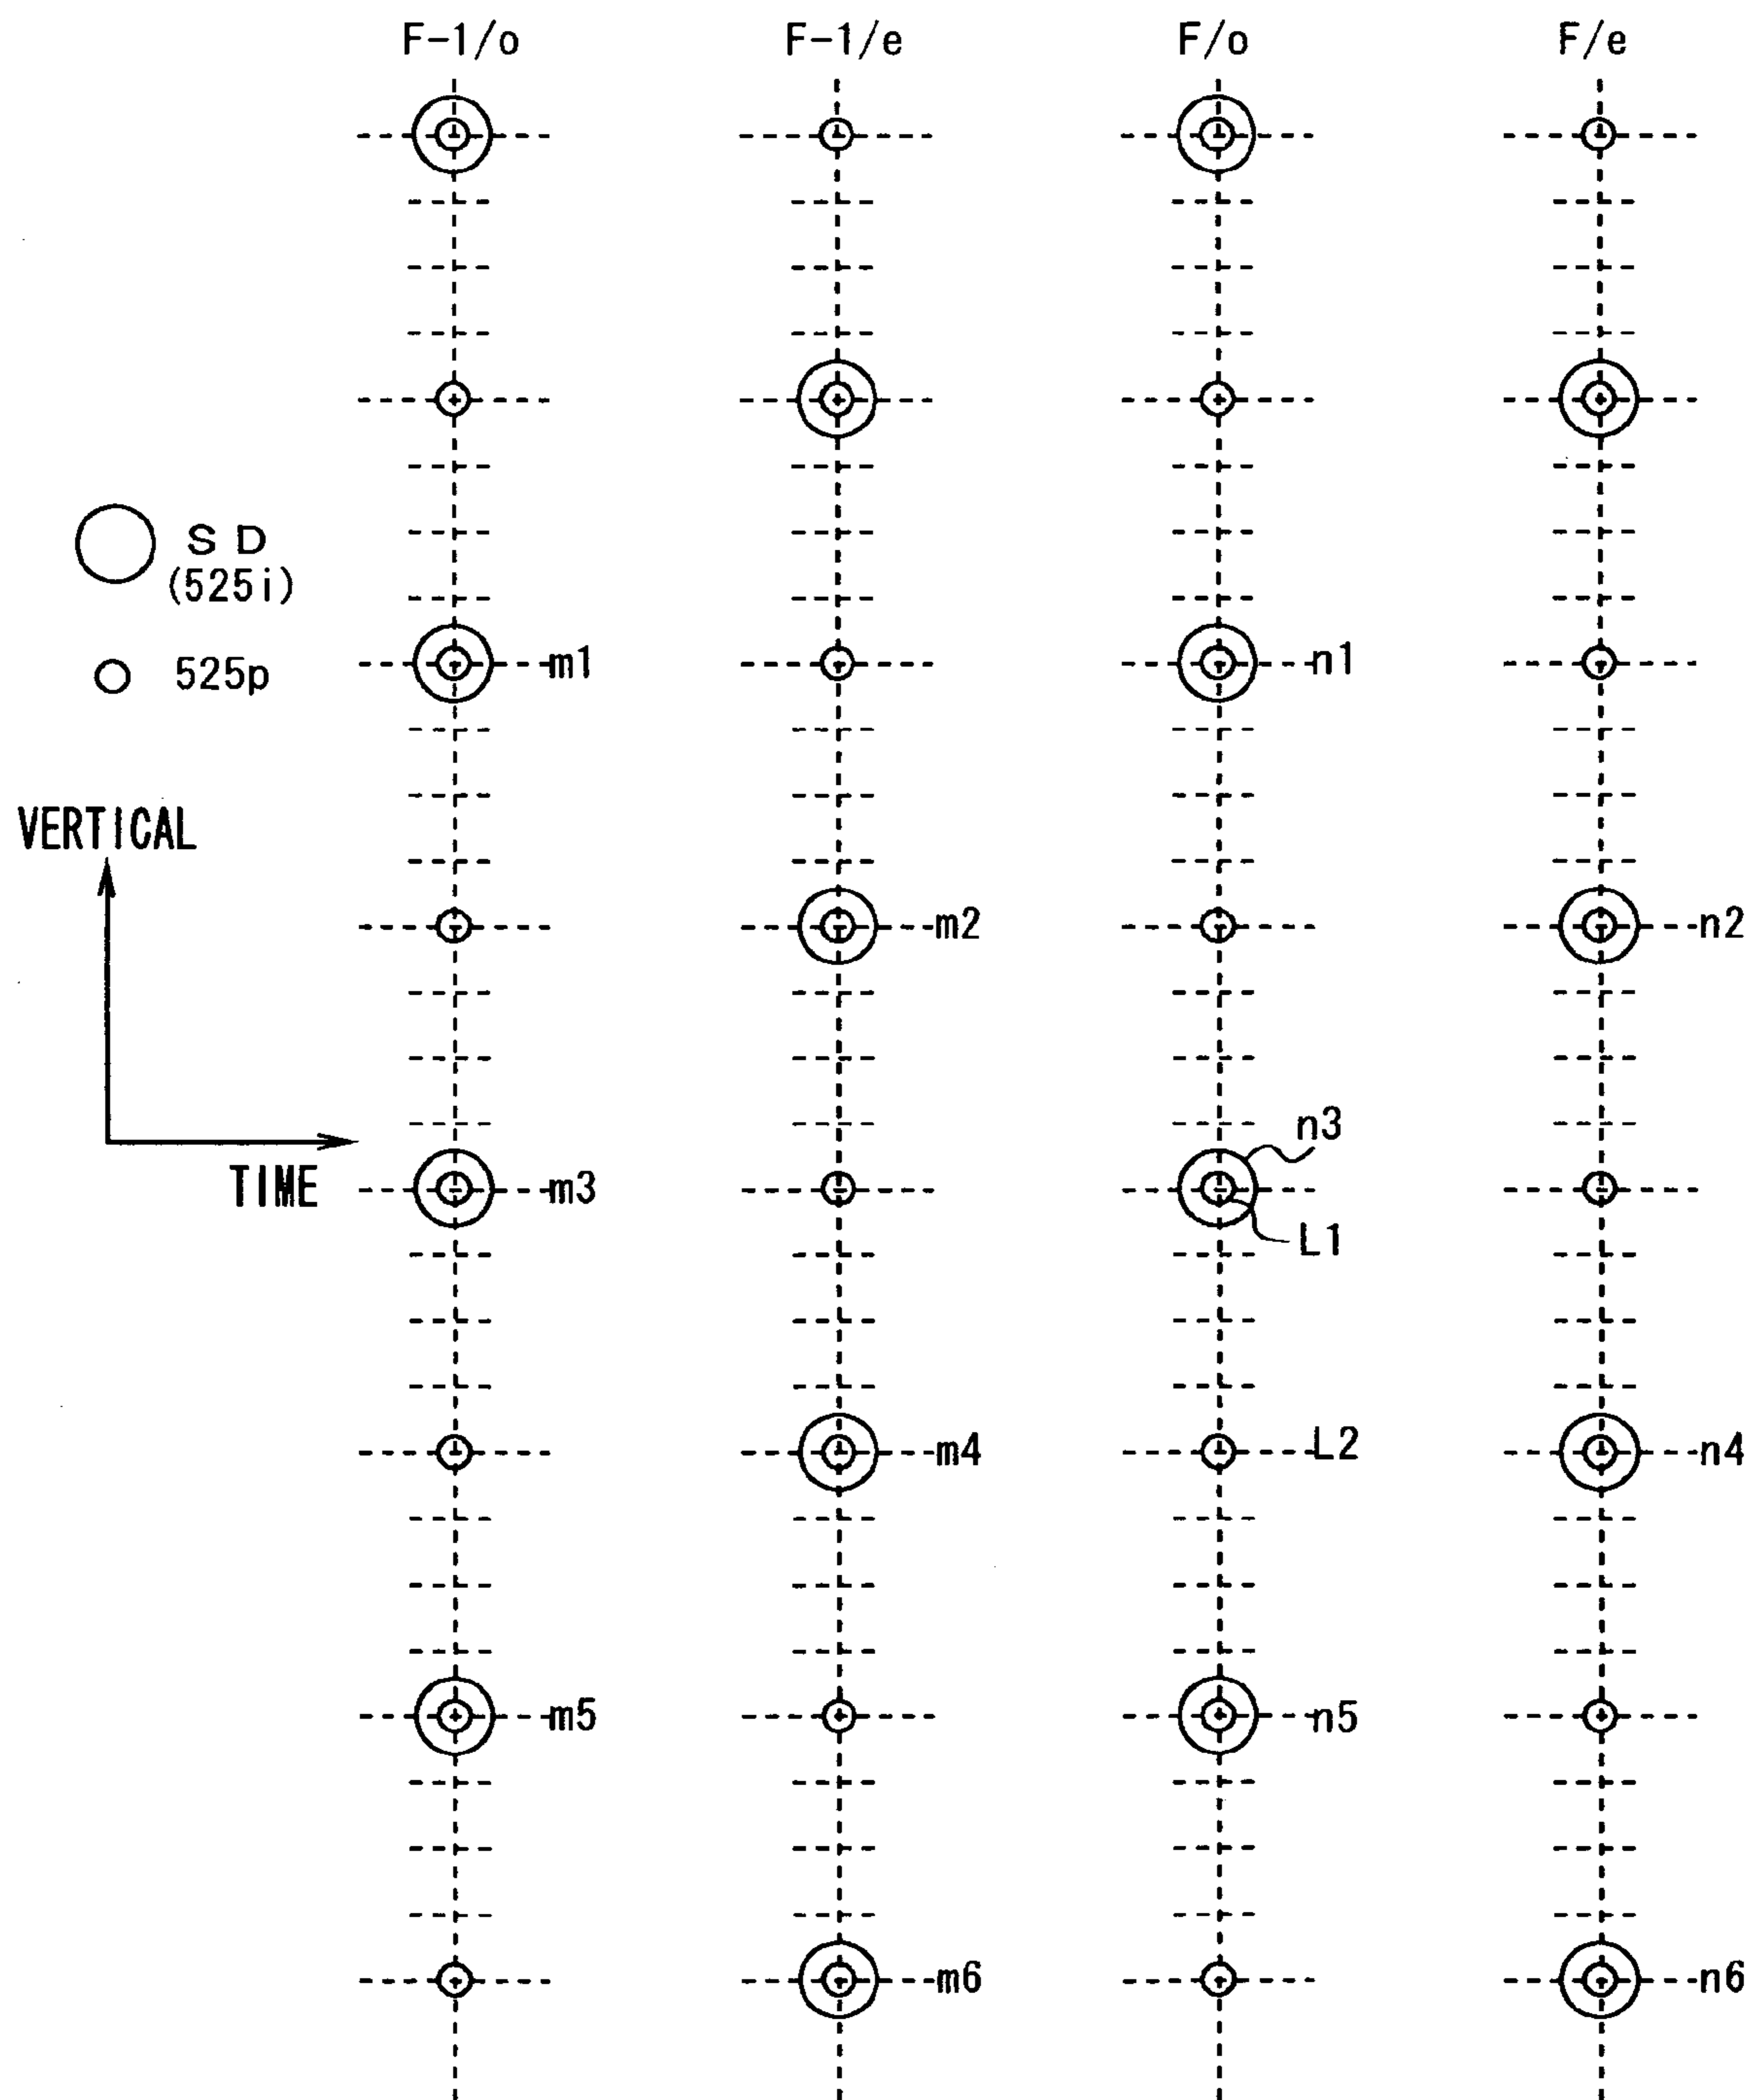 F-1/o F-1/e F/o F/e
S D
(525i)
m1 n1
525p
VERTICAL
m2 n2
n3
TIME m3
L1
m4 L2 n4
m5 n5
m6 n6